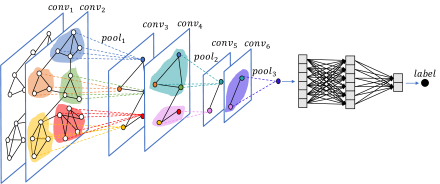 conv₁
conv₂
pool₁
conv₃
conv₄
pool₂
conv₅
conv₆
pool₃
label